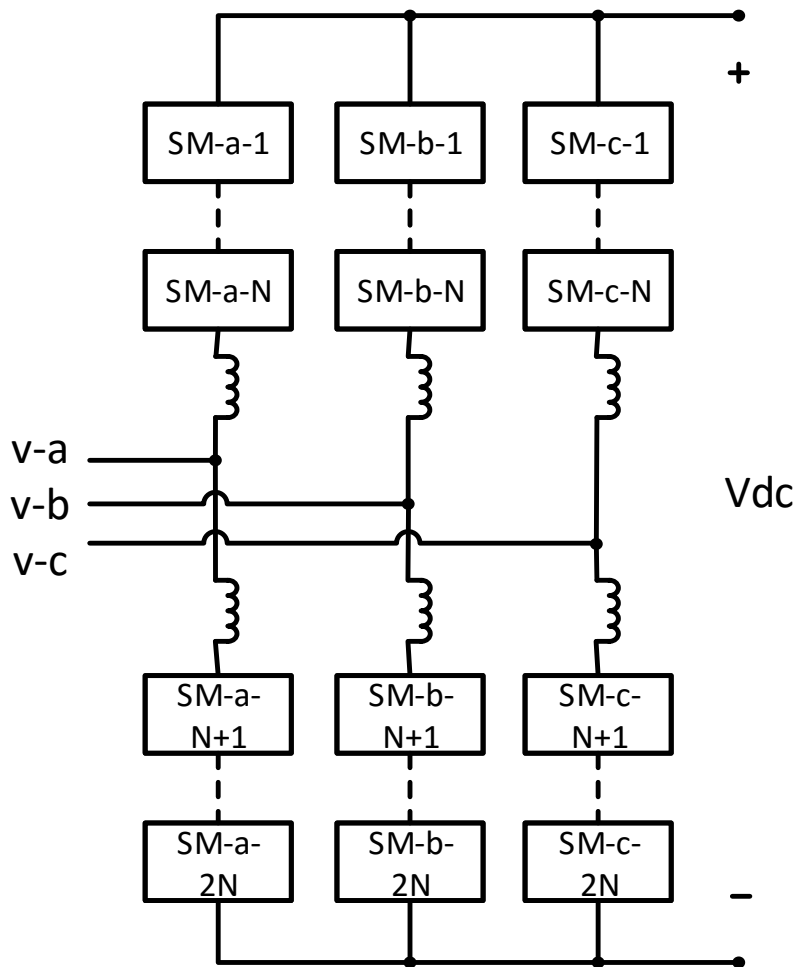 +
SM-a-1
SM-b-1
SM-c-1
SM-a-N
SM-b-N
SM-c-N
v-a
v-b
v-c
Vdc
SM-a-
N+1
SM-b-
N+1
SM-c-
N+1
SM-a-
2N
SM-b-
2N
SM-c-
2N
−